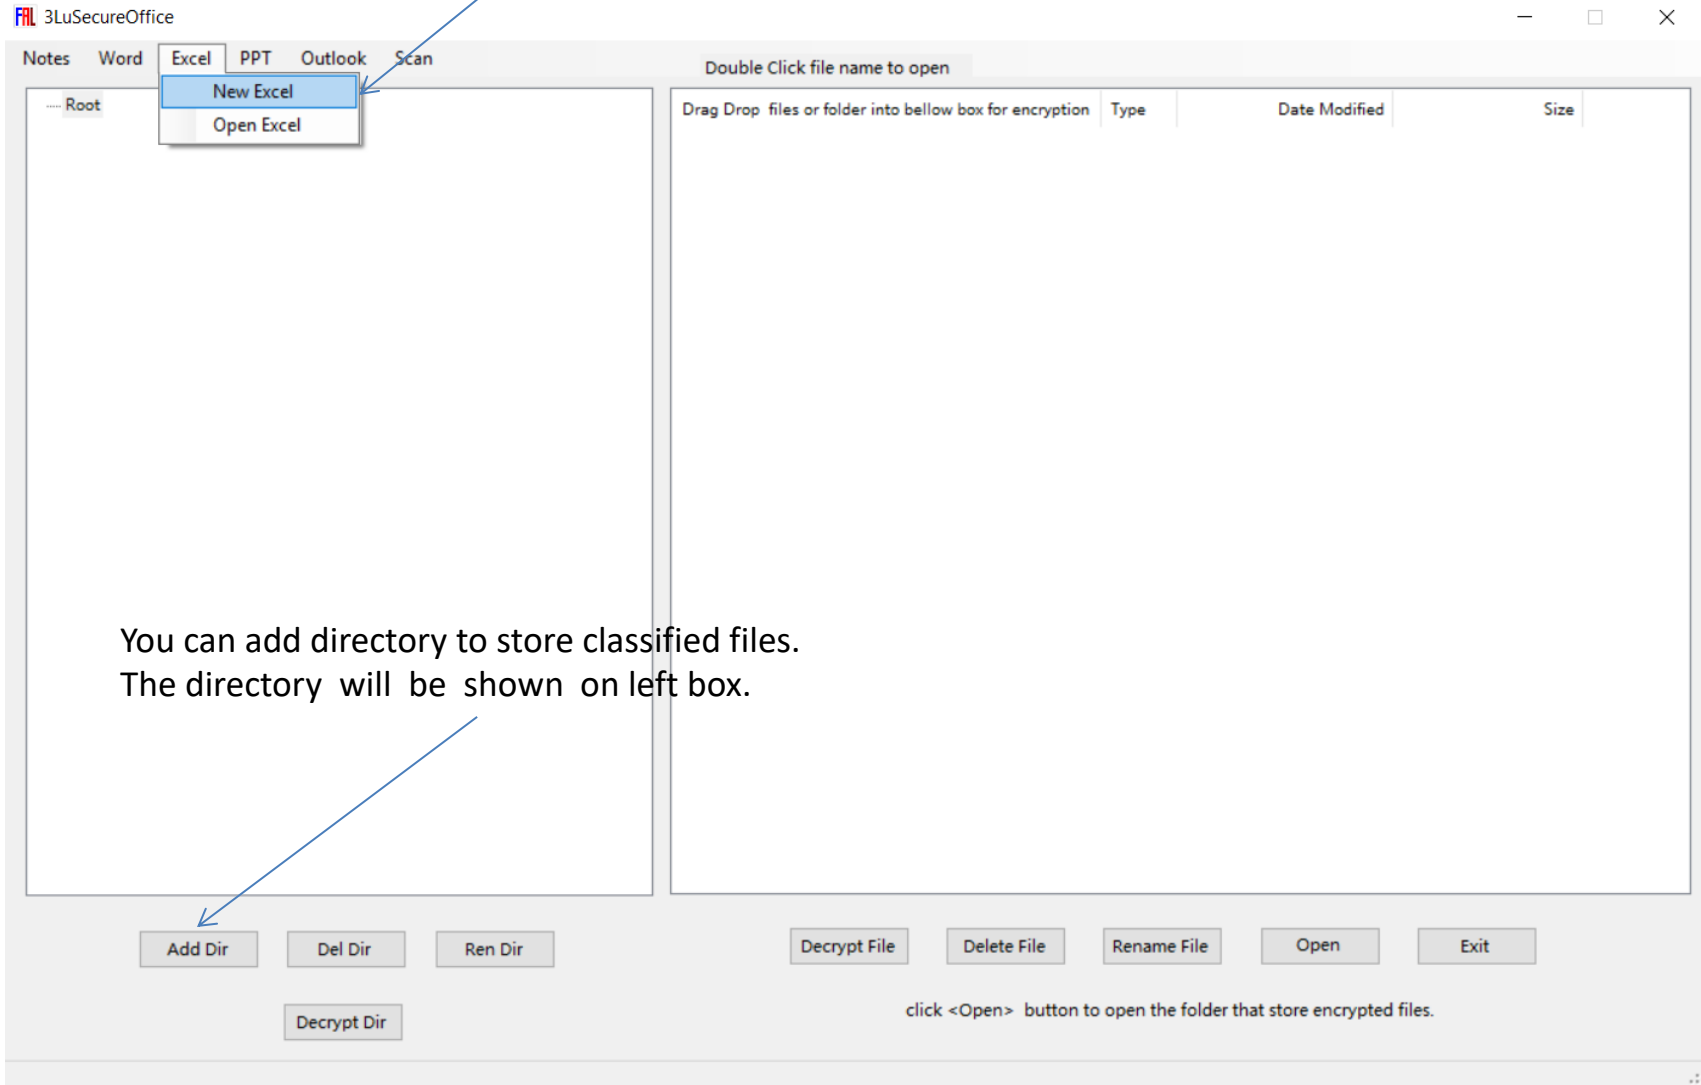 FAL 3LuSecureOffice
Notes Word Excel PPT Outlook Scan
Double Click file name to open
New Excel
Open Excel
Root
Drag Drop files or folder into bellow box for encryption Type Date Modified Size
You can add directory to store classified files.
The directory will be shown on left box.
Add Dir Del Dir Ren Dir
Decrypt File Delete File Rename File Open Exit
Decrypt Dir
click <Open> button to open the folder that store encrypted files.